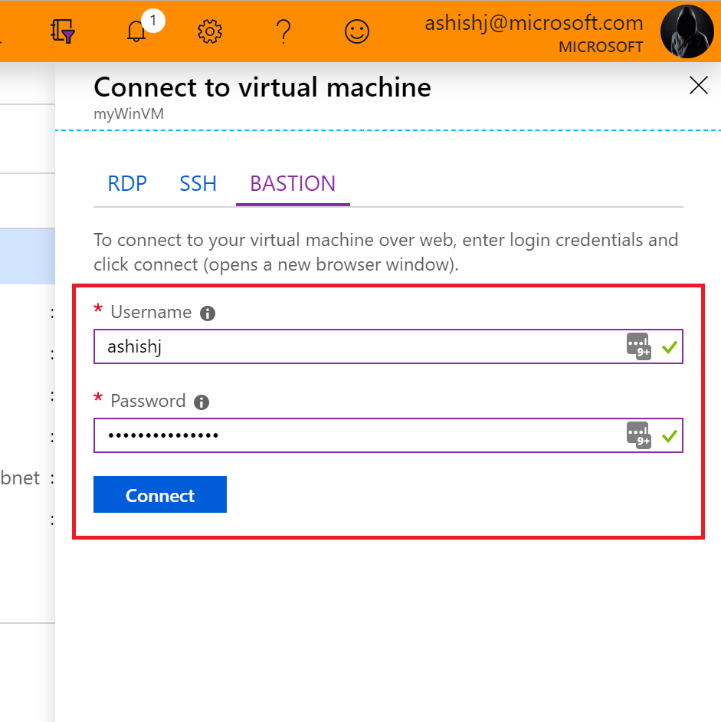 1
ashishj@microsoft.com
MICROSOFT
Connect to virtual machine
myWinVM
RDP SSH BASTION
To connect to your virtual machine over web, enter login credentials and
click connect (opens a new browser window).
* Username
ashishj
9+
* Password
•••••••••••••••
9+
bnet :
Connect